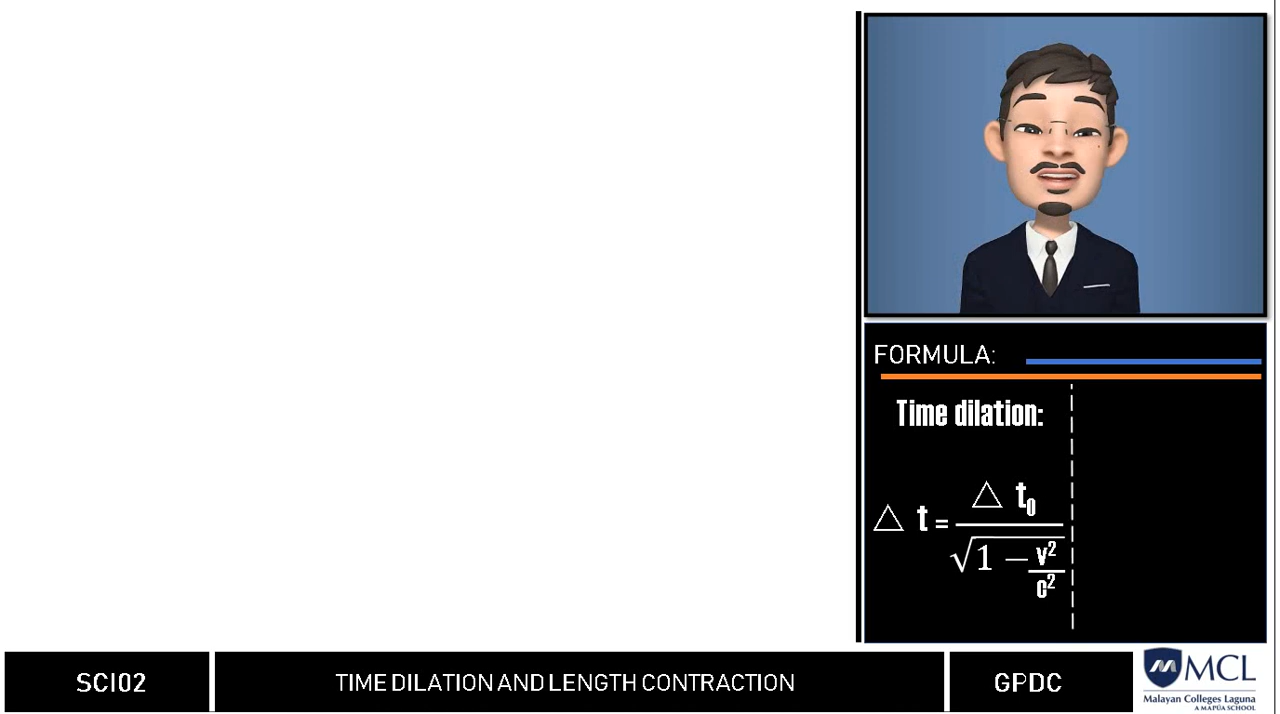 FORMULA:
Time dilation:
△ t = △ t₀ / √1 − v²/c²
SCI02
TIME DILATION AND LENGTH CONTRACTION
GPDC
MCL
Malayan Colleges Laguna
A MAPÚA SCHOOL